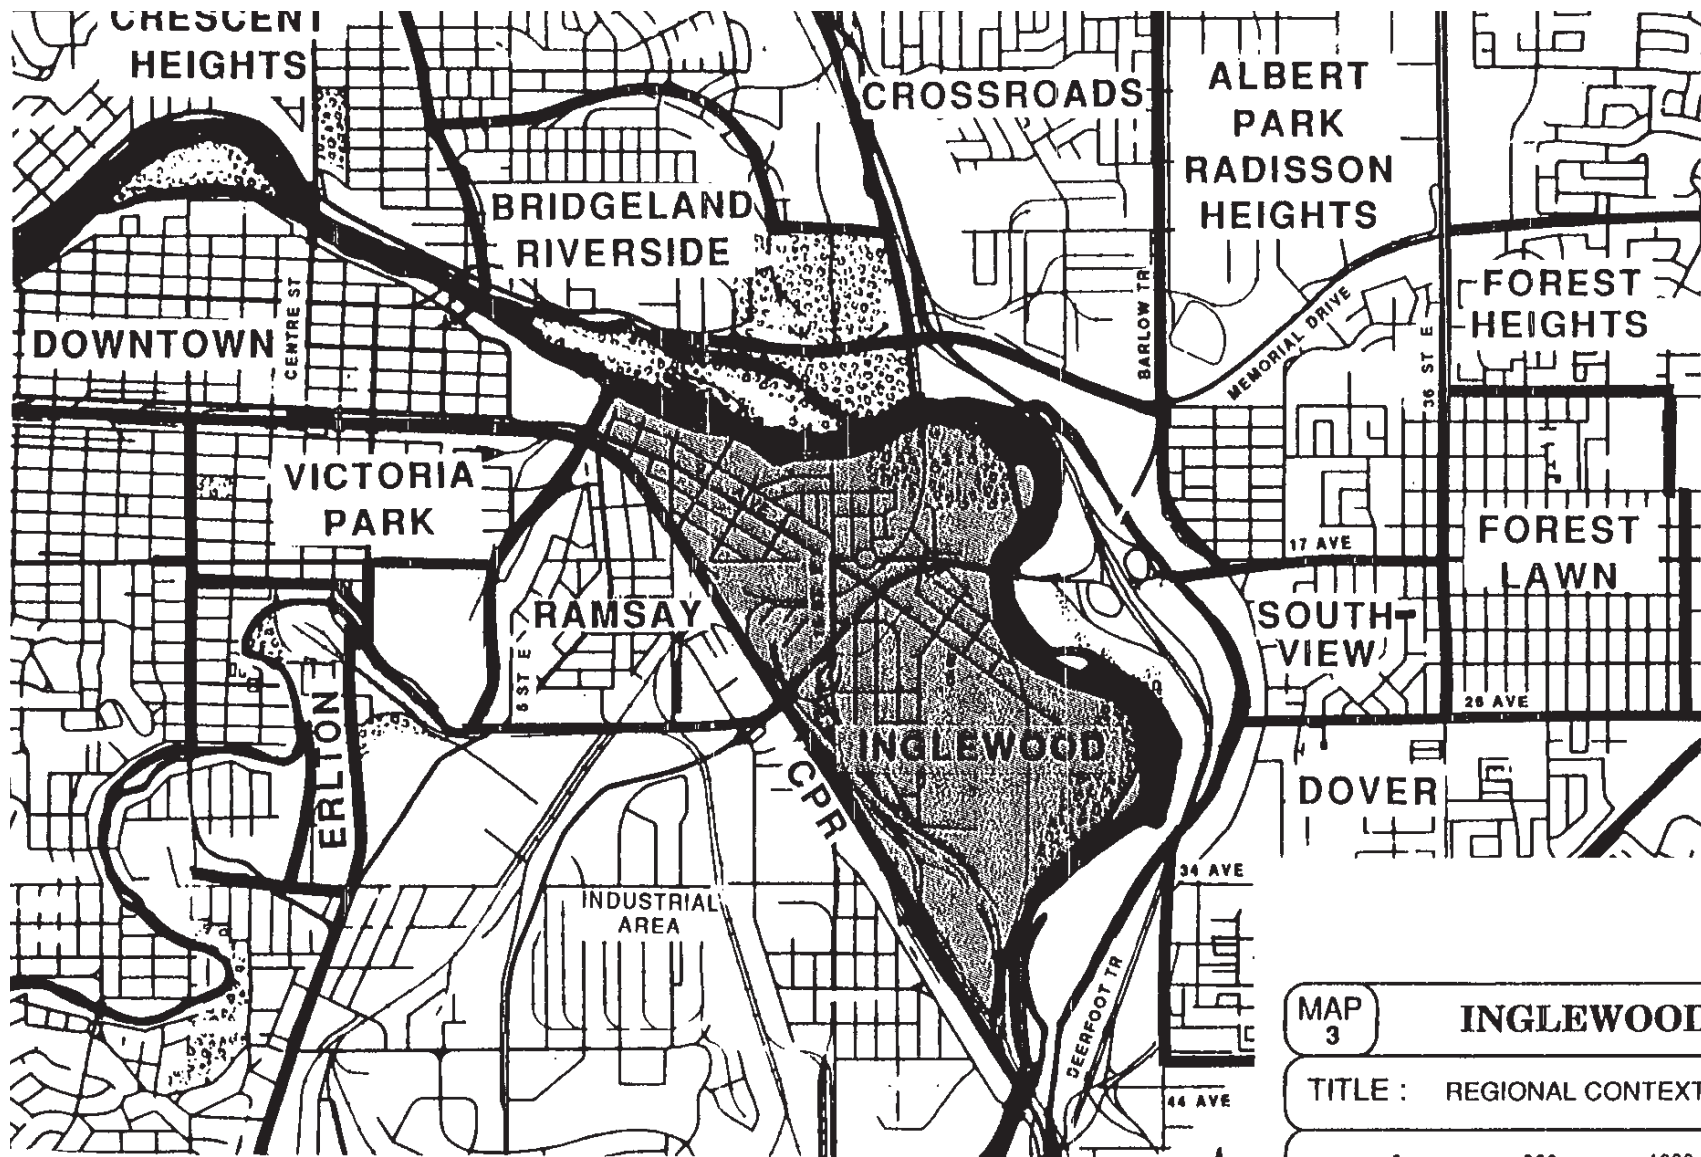 CRESCENT
HEIGHTS
CROSSROADS
ALBERT
PARK
RADISSON
HEIGHTS
BRIDGELAND
RIVERSIDE
FOREST
HEIGHTS
DOWNTOWN
CENTRE ST
BARLOW TR
MEMORIAL DRIVE
36 ST E
VICTORIA
PARK
17 AVE
FOREST
LAWN
RAMSAY
SOUTH-
VIEW
6 ST E
26 AVE
ERLION
INGLEWOOD
CPR
DOVER
34 AVE
INDUSTRIAL
AREA
DEERFOOT TR
44 AVE
MAP
3
INGLEWOOD
TITLE :
REGIONAL CONTEXT